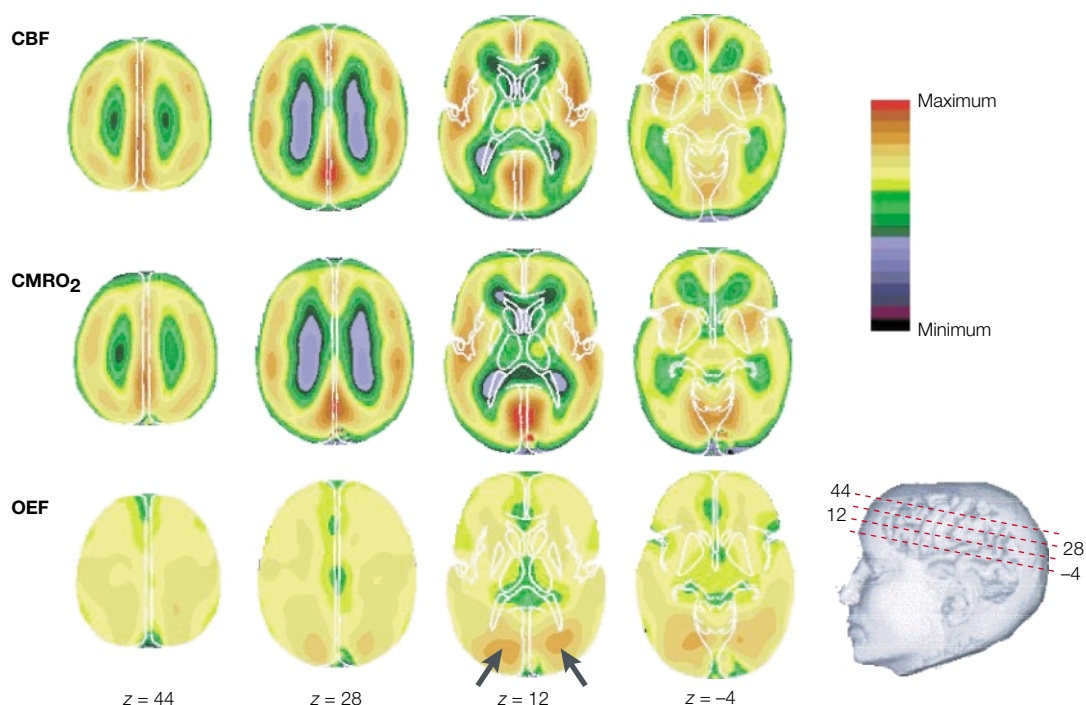 CBF
Maximum
CMRO₂
Minimum
OEF
44
12
28
–4
z = 44
z = 28
z = 12
z = –4